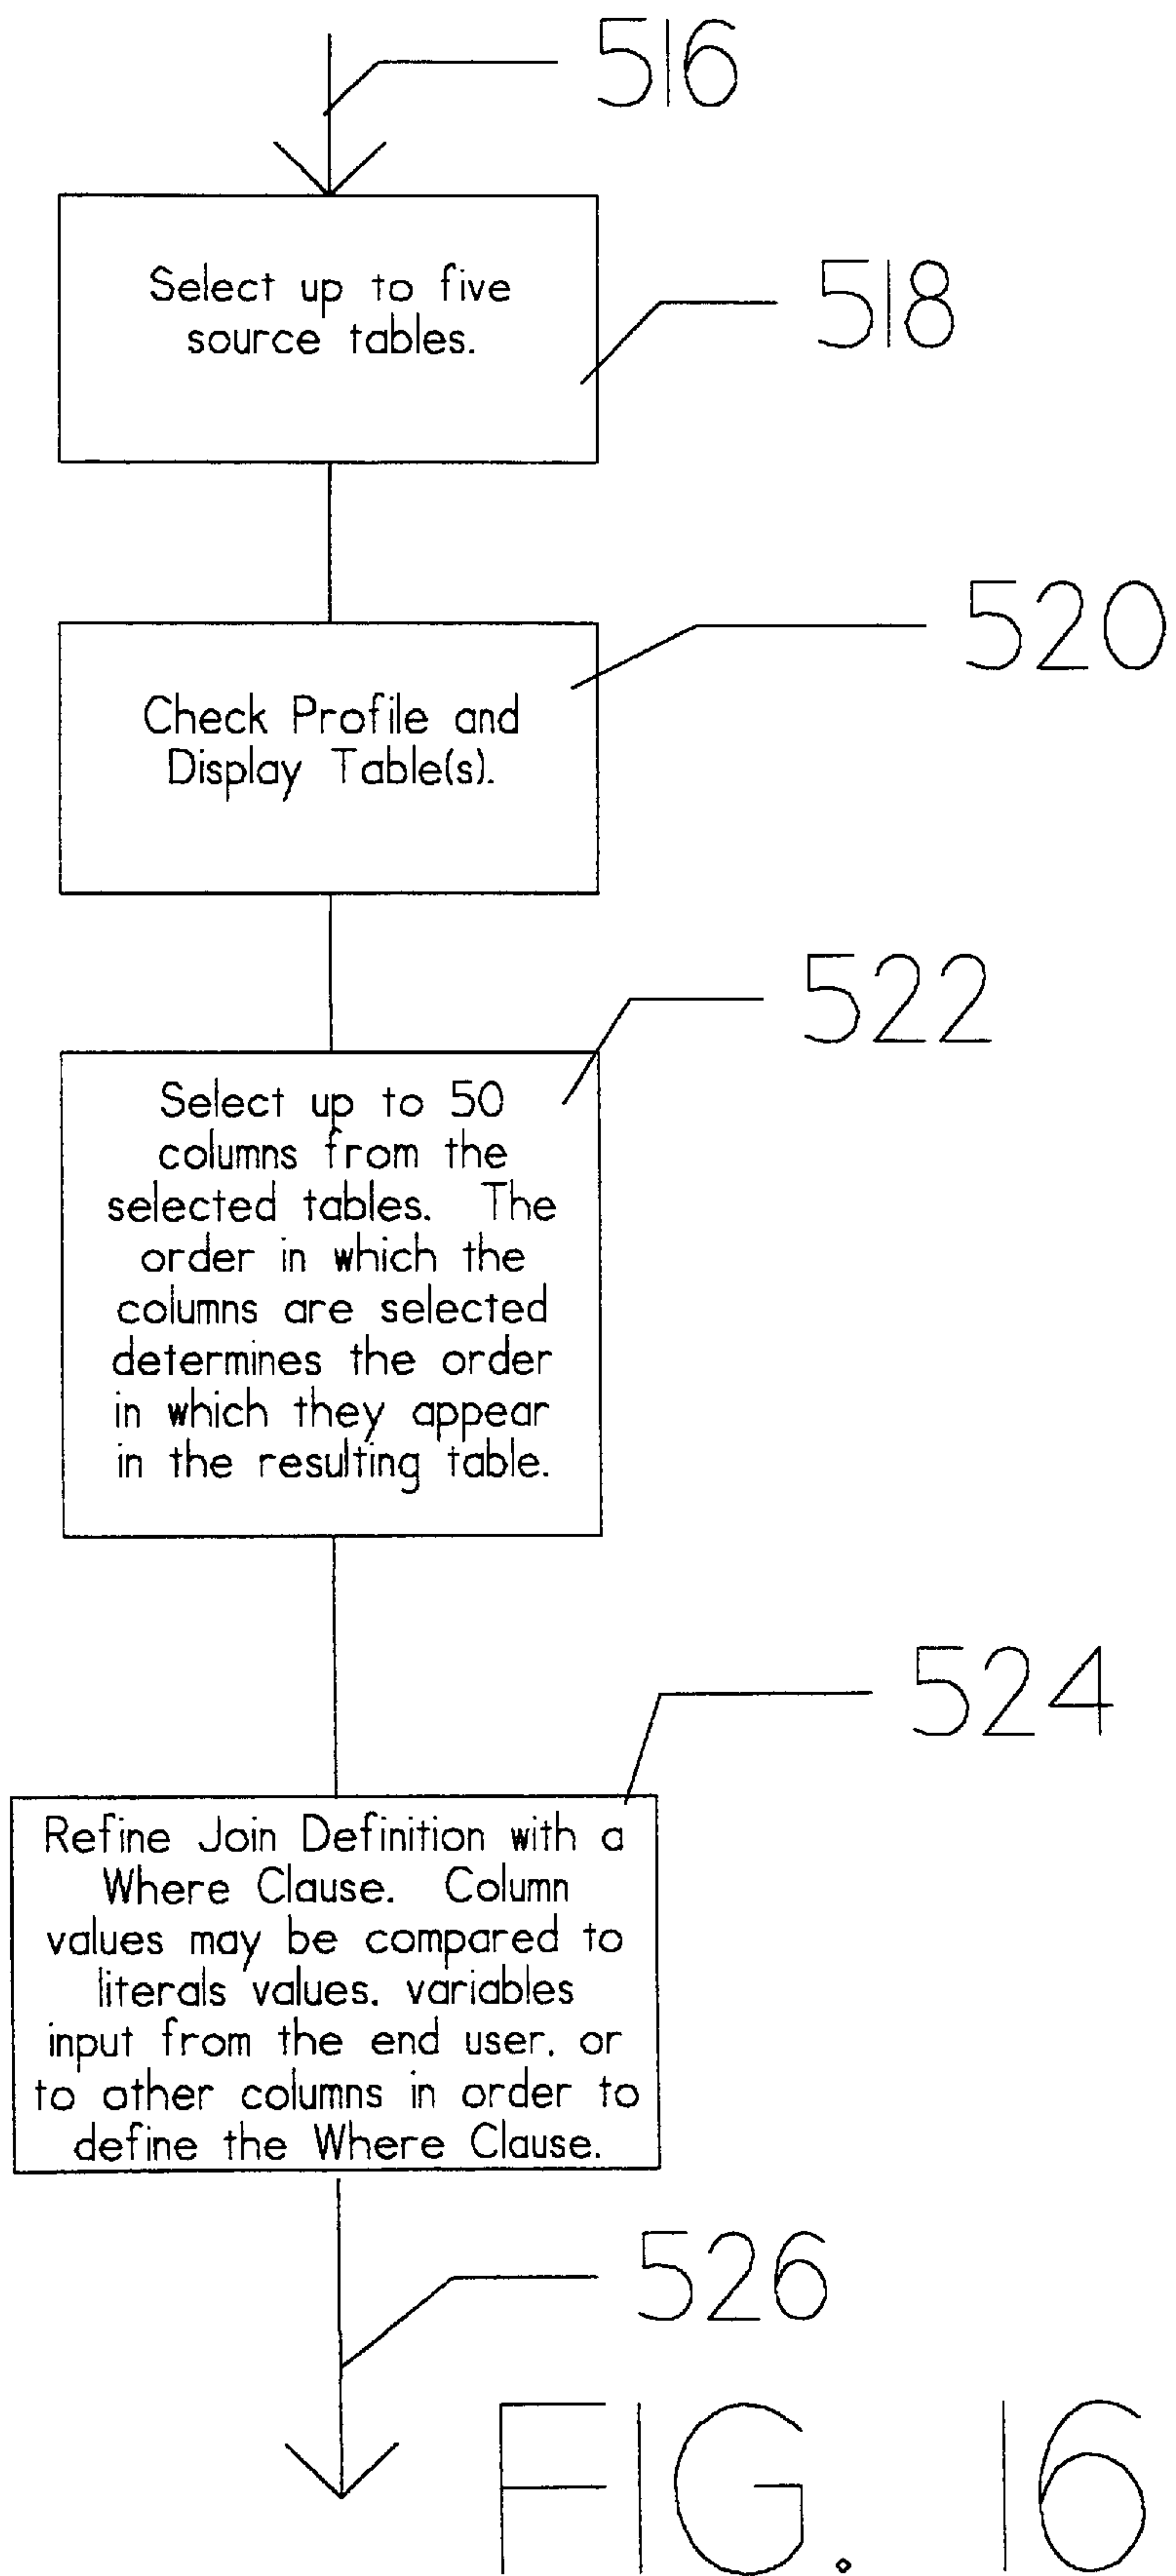 516
Select up to five
source tables.
518
520
Check Profile and
Display Table(s).
522
Select up to 50
columns from the
selected tables. The
order in which the
columns are selected
determines the order
in which they appear
in the resulting table.
524
Refine Join Definition with a
Where Clause. Column
values may be compared to
literals values, variables
input from the end user, or
to other columns in order to
define the Where Clause.
526
FIG. 16